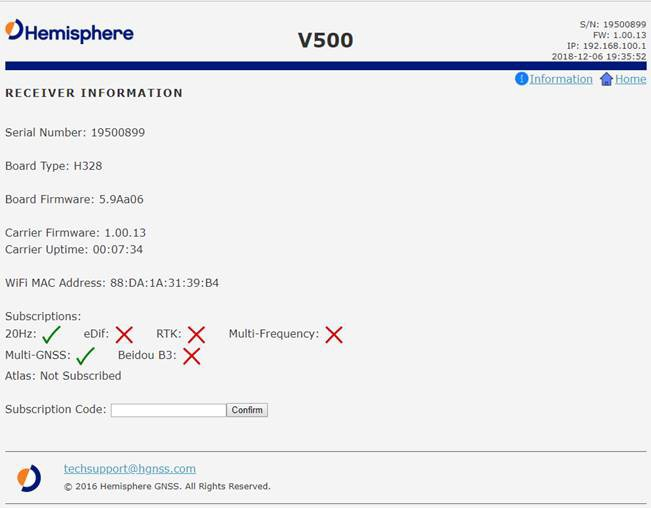 Hemisphere
V500
S/N: 19500899
FW: 1.00.13
IP: 192.168.100.1
2018-12-06 19:35:52
Information Home
RECEIVER INFORMATION
Serial Number: 19500899
Board Type: H328
Board Firmware: 5.9Aa06
Carrier Firmware: 1.00.13
Carrier Uptime: 00:07:34
WiFi MAC Address: 88:DA:1A:31:39:B4
Subscriptions:
20Hz: eDif: RTK: Multi-Frequency:
Multi-GNSS: Beidou B3:
Atlas: Not Subscribed
Subscription Code: Confirm
techsupport@hgnss.com
© 2016 Hemisphere GNSS. All Rights Reserved.